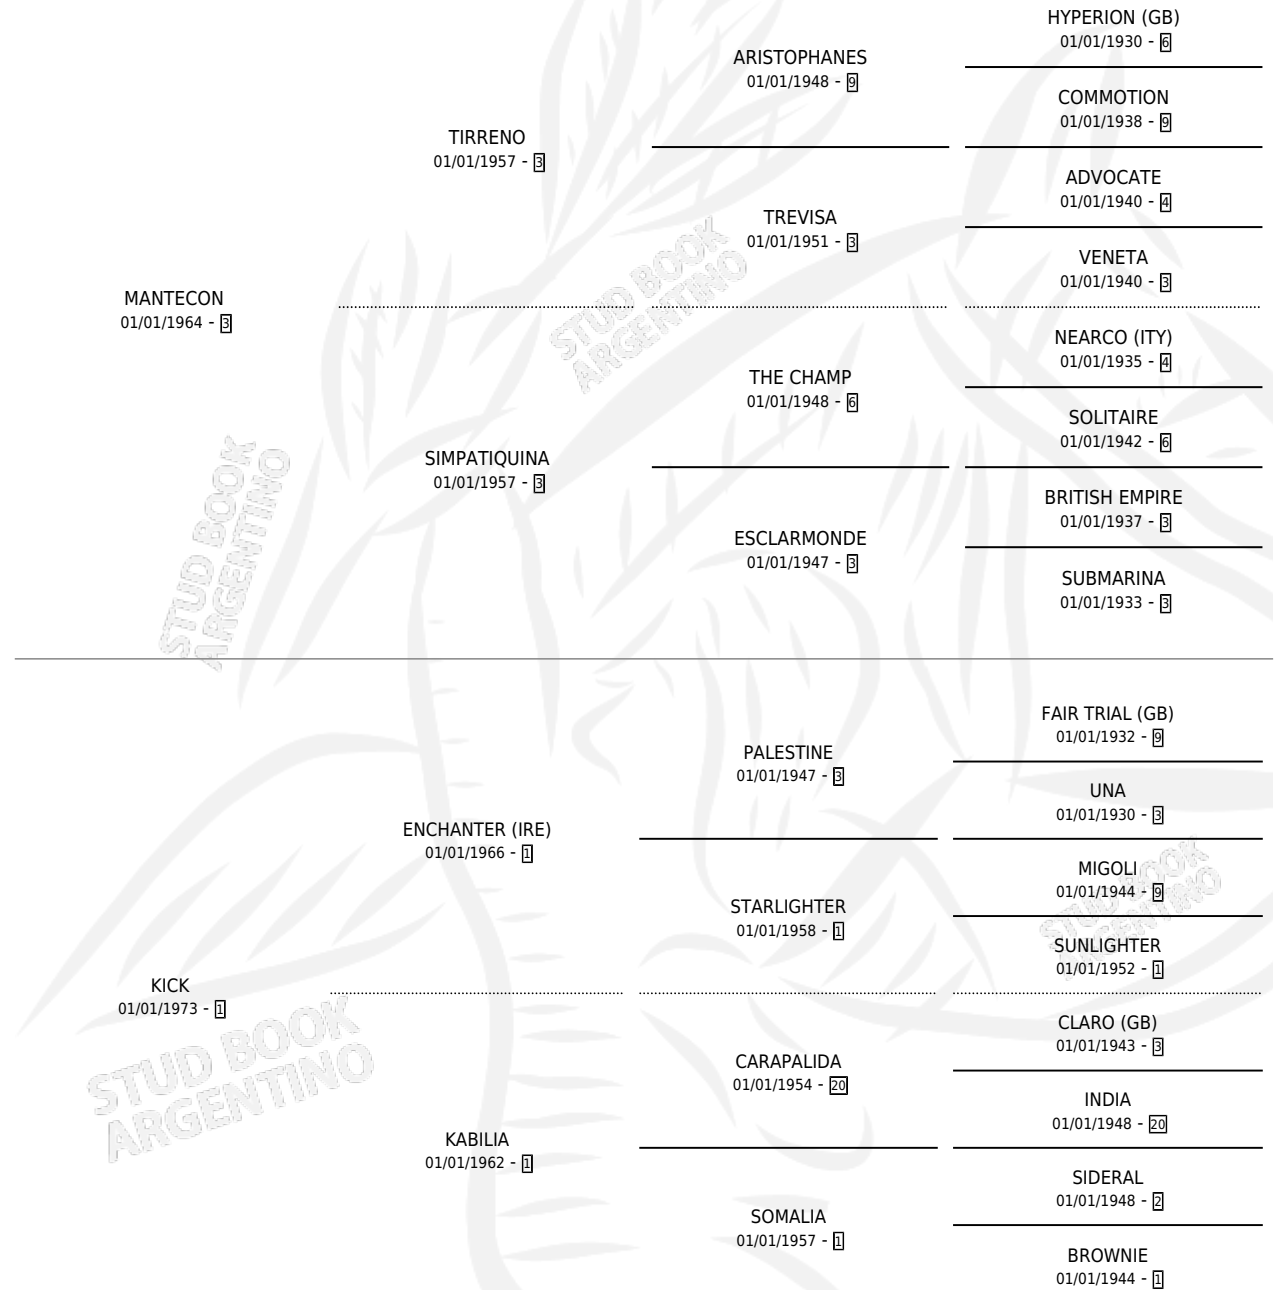 HYPERION (GB)
01/01/1930 - 6
ARISTOPHANES
01/01/1948 - 9
COMMOTION
01/01/1938 - 9
TIRRENO
01/01/1957 - 3
ADVOCATE
01/01/1940 - 4
TREVISA
01/01/1951 - 3
VENETA
01/01/1940 - 3
MANTECON
01/01/1964 - 3
NEARCO (ITY)
01/01/1935 - 4
THE CHAMP
01/01/1948 - 6
SOLITAIRE
01/01/1942 - 6
SIMPATIQUINA
01/01/1957 - 3
BRITISH EMPIRE
01/01/1937 - 3
ESCLARMONDE
01/01/1947 - 3
SUBMARINA
01/01/1933 - 3
STUD BOOK
ARGENTINO
STUD BOOK
ARGENTINO
FAIR TRIAL (GB)
01/01/1932 - 9
PALESTINE
01/01/1947 - 3
UNA
01/01/1930 - 3
ENCHANTER (IRE)
01/01/1966 - 1
MIGOLI
01/01/1944 - 9
STARLIGHTER
01/01/1958 - 1
SUNLIGHTER
01/01/1952 - 1
KICK
01/01/1973 - 1
CLARO (GB)
01/01/1943 - 3
CARAPALIDA
01/01/1954 - 20
INDIA
01/01/1948 - 20
KABILIA
01/01/1962 - 1
SIDERAL
01/01/1948 - 2
SOMALIA
01/01/1957 - 1
BROWNIE
01/01/1944 - 1
STUD BOOK
ARGENTINO
STUD BOOK
ARGENTINO